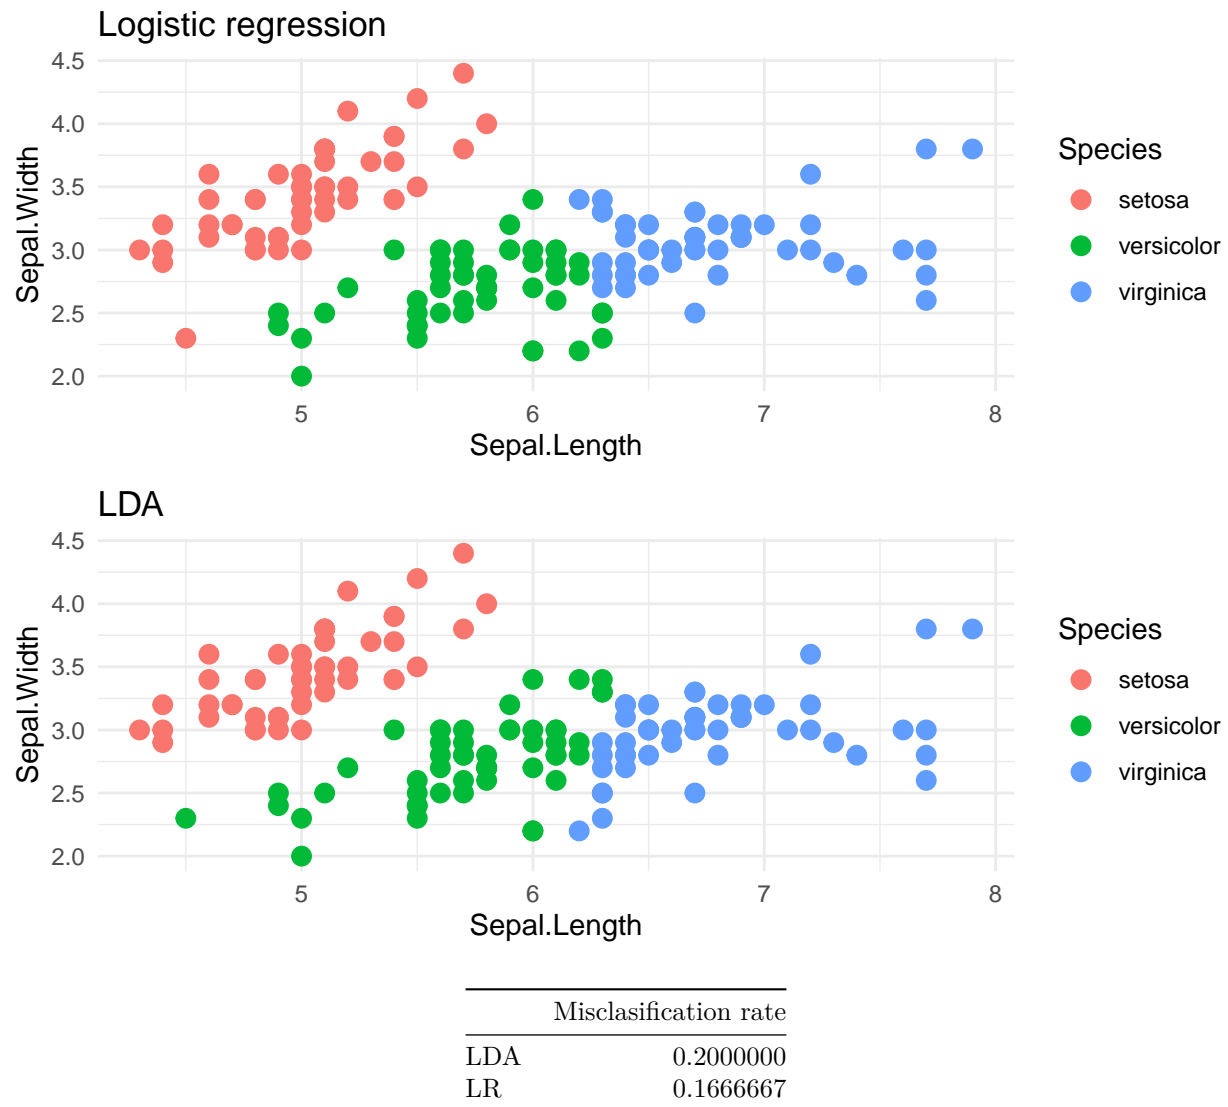 Logistic regression
4.5
4.0
3.5
3.0
2.5
2.0
Sepal.Width
5 6 7 8
Sepal.Length
Species
setosa
versicolor
virginica
LDA
4.5
4.0
3.5
3.0
2.5
2.0
Sepal.Width
5 6 7 8
Sepal.Length
Species
setosa
versicolor
virginica
Misclasification rate
LDA 0.2000000
LR 0.1666667